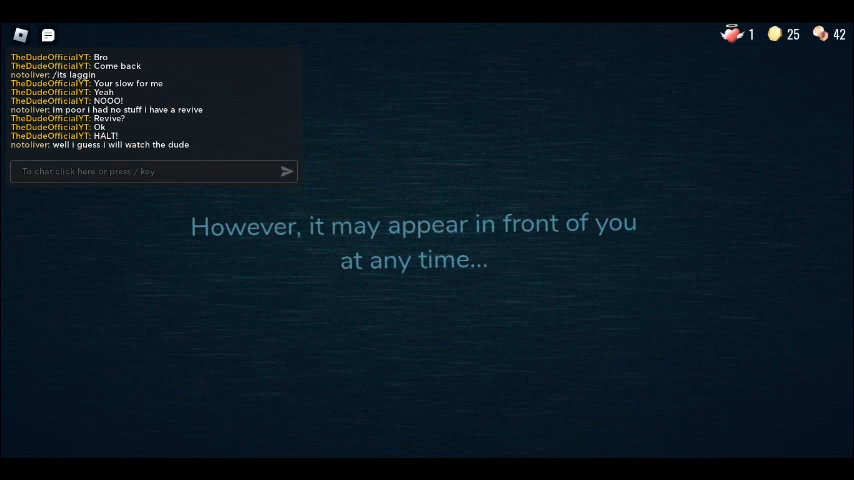 1 25 42
TheDudeOfficialYT: Bro
TheDudeOfficialYT: Come back
notoliver: /its laggin
TheDudeOfficialYT: Your slow for me
TheDudeOfficialYT: Yeah
TheDudeOfficialYT: NOOO!
notoliver: im poor i had no stuff i have a revive
TheDudeOfficialYT: Revive?
TheDudeOfficialYT: Ok
TheDudeOfficialYT: HALT!
notoliver: well i guess i will watch the dude
To chat click here or press / key
However, it may appear in front of you
at any time...